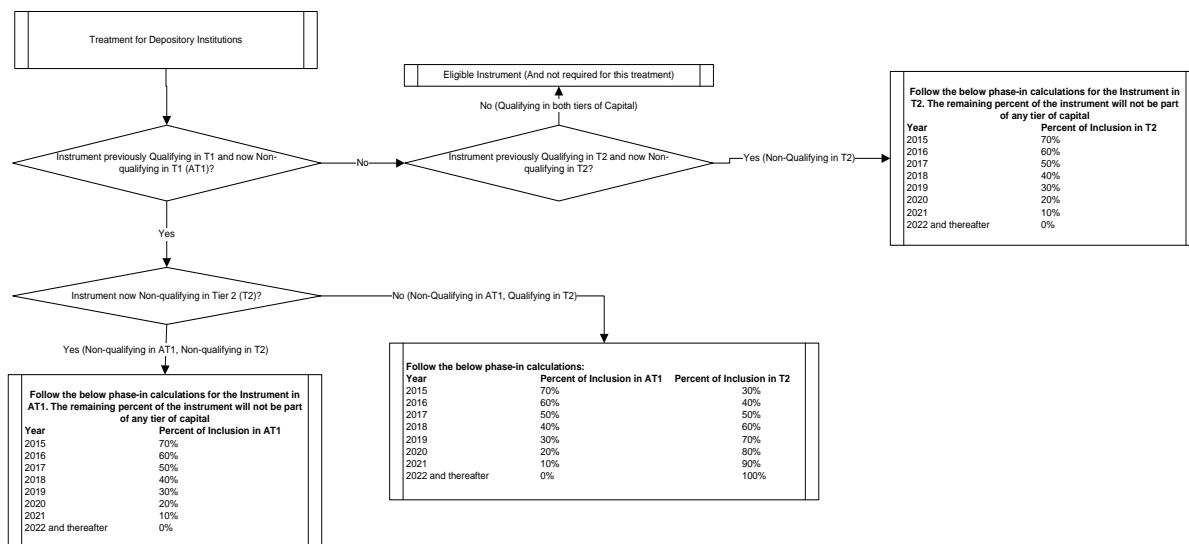 Treatment for Depository Institutions
Eligible Instrument (And not required for this treatment)
No (Qualifying in both tiers of Capital)
Instrument previously Qualifying in T1 and now Non-
qualifying in T1 (AT1)?
No
Instrument previously Qualifying in T2 and now Non-
qualifying in T2?
Yes (Non-Qualifying in T2)
Follow the below phase-in calculations for the Instrument in
T2. The remaining percent of the instrument will not be part
of any tier of capital
Year Percent of Inclusion in T2
2015 70%
2016 60%
2017 50%
2018 40%
2019 30%
2020 20%
2021 10%
2022 and thereafter 0%
Yes
Instrument now Non-qualifying in Tier 2 (T2)?
No (Non-Qualifying in AT1, Qualifying in T2)
Yes (Non-qualifying in AT1, Non-qualifying in T2)
Follow the below phase-in calculations for the Instrument in
AT1. The remaining percent of the instrument will not be part
of any tier of capital
Year Percent of Inclusion in AT1
2015 70%
2016 60%
2017 50%
2018 40%
2019 30%
2020 20%
2021 10%
2022 and thereafter 0%
Follow the below phase-in calculations:
Year Percent of Inclusion in AT1 Percent of Inclusion in T2
2015 70% 30%
2016 60% 40%
2017 50% 50%
2018 40% 60%
2019 30% 70%
2020 20% 80%
2021 10% 90%
2022 and thereafter 0% 100%